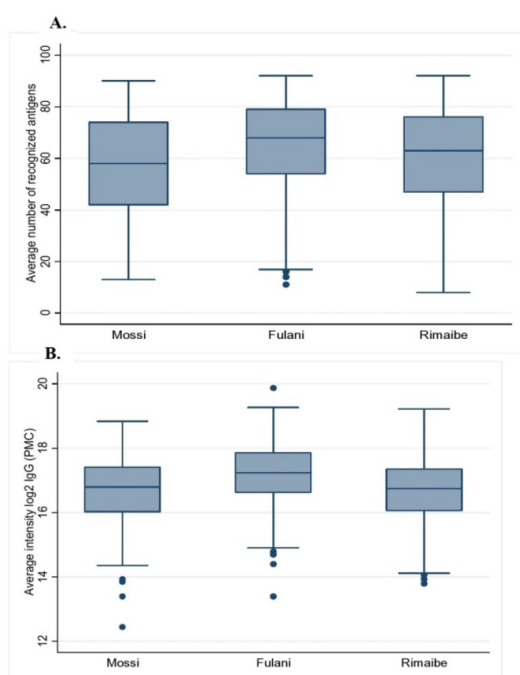 A.
Average number of recognized antigens
100
80
60
40
20
0
Mossi Fulani Rimaibe
B.
Average intensity log2 IgG (PMC)
20
18
16
14
12
Mossi Fulani Rimaibe